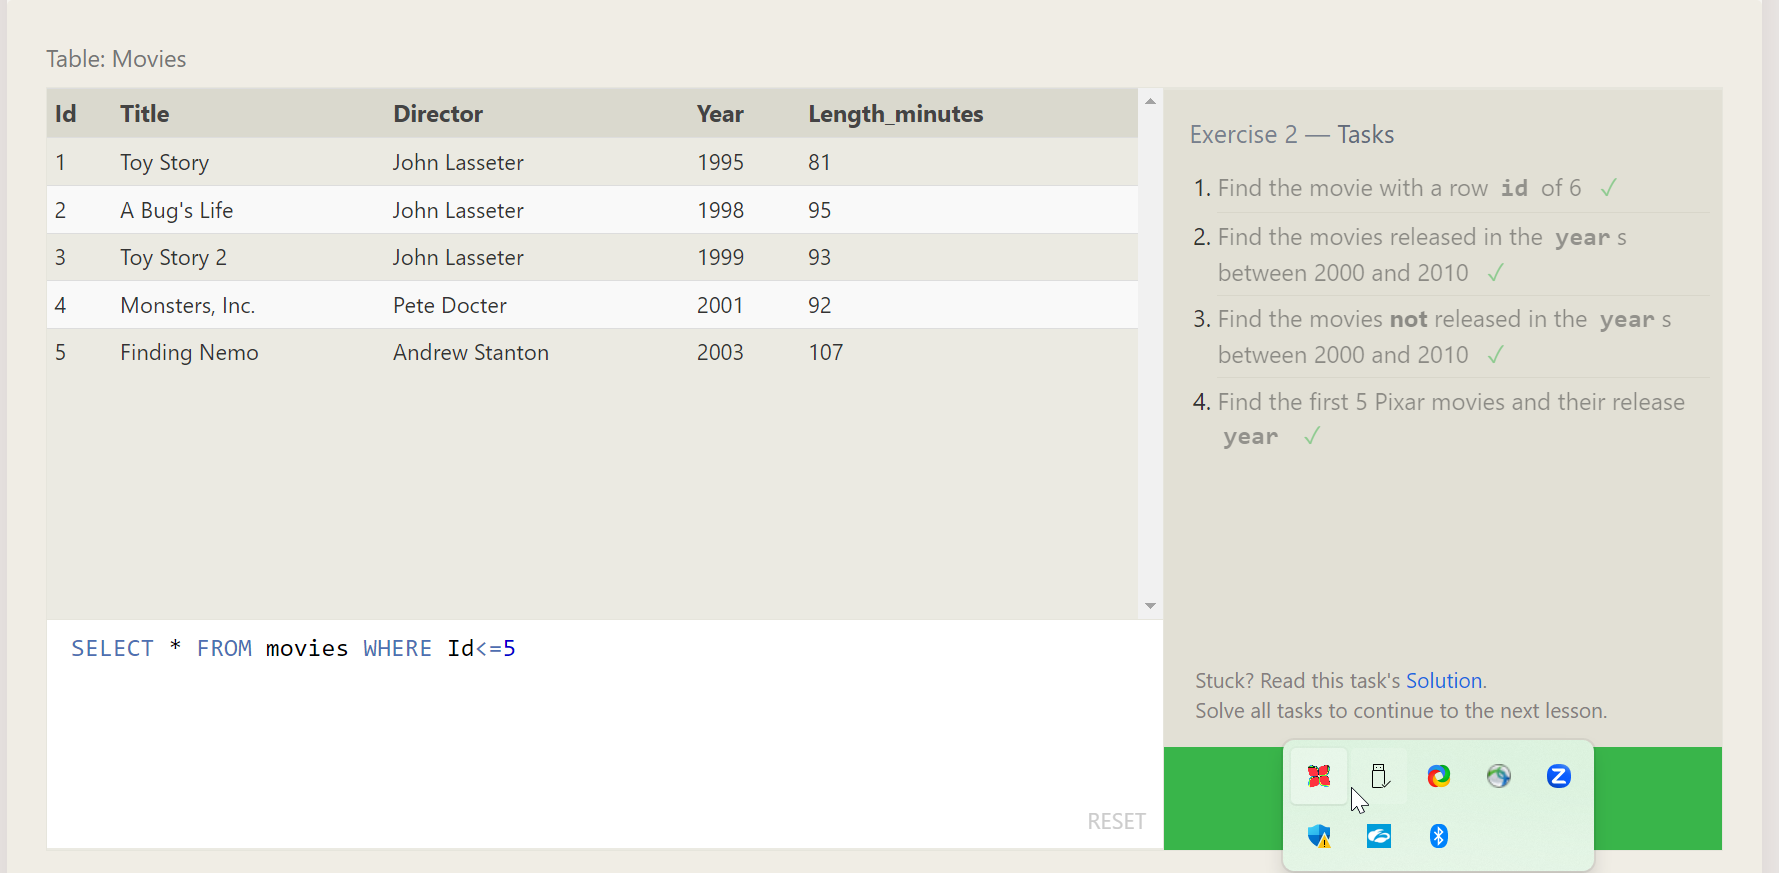 Table: Movies
Id Title Director Year Length_minutes
1 Toy Story John Lasseter 1995 81
2 A Bug's Life John Lasseter 1998 95
3 Toy Story 2 John Lasseter 1999 93
4 Monsters, Inc. Pete Docter 2001 92
5 Finding Nemo Andrew Stanton 2003 107
SELECT * FROM movies WHERE Id<=5
RESET
Exercise 2 — Tasks
1. Find the movie with a row id of 6 ✓
2. Find the movies released in the year s
between 2000 and 2010 ✓
3. Find the movies not released in the year s
between 2000 and 2010 ✓
4. Find the first 5 Pixar movies and their release
year ✓
Stuck? Read this task's Solution.
Solve all tasks to continue to the next lesson.
Z